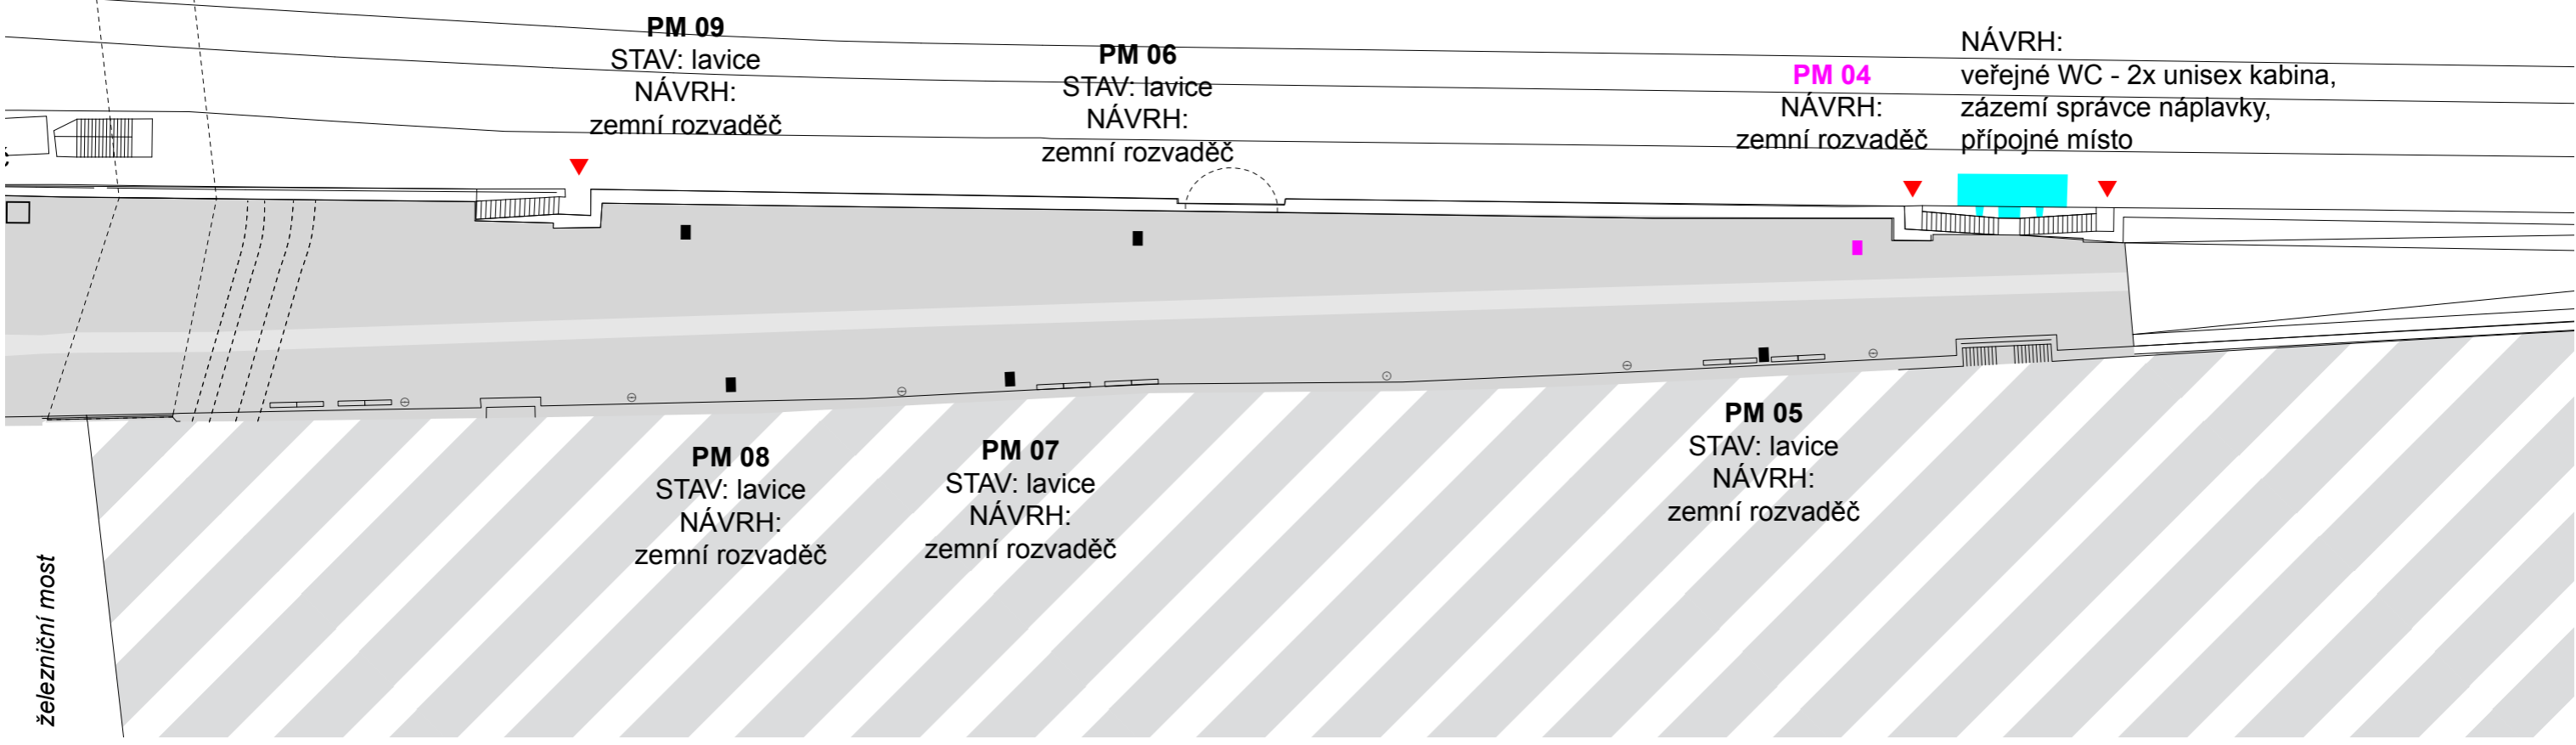 PM 09
STAV: lavice
NÁVRH:
zemní rozvaděč
PM 06
STAV: lavice
NÁVRH:
zemní rozvaděč
PM 04
NÁVRH:
zemní rozvaděč
NÁVRH:
veřejné WC - 2x unisex kabina,
zázemí správce náplavky,
přípojné místo
PM 08
STAV: lavice
NÁVRH:
zemní rozvaděč
PM 07
STAV: lavice
NÁVRH:
zemní rozvaděč
PM 05
STAV: lavice
NÁVRH:
zemní rozvaděč
železniční most